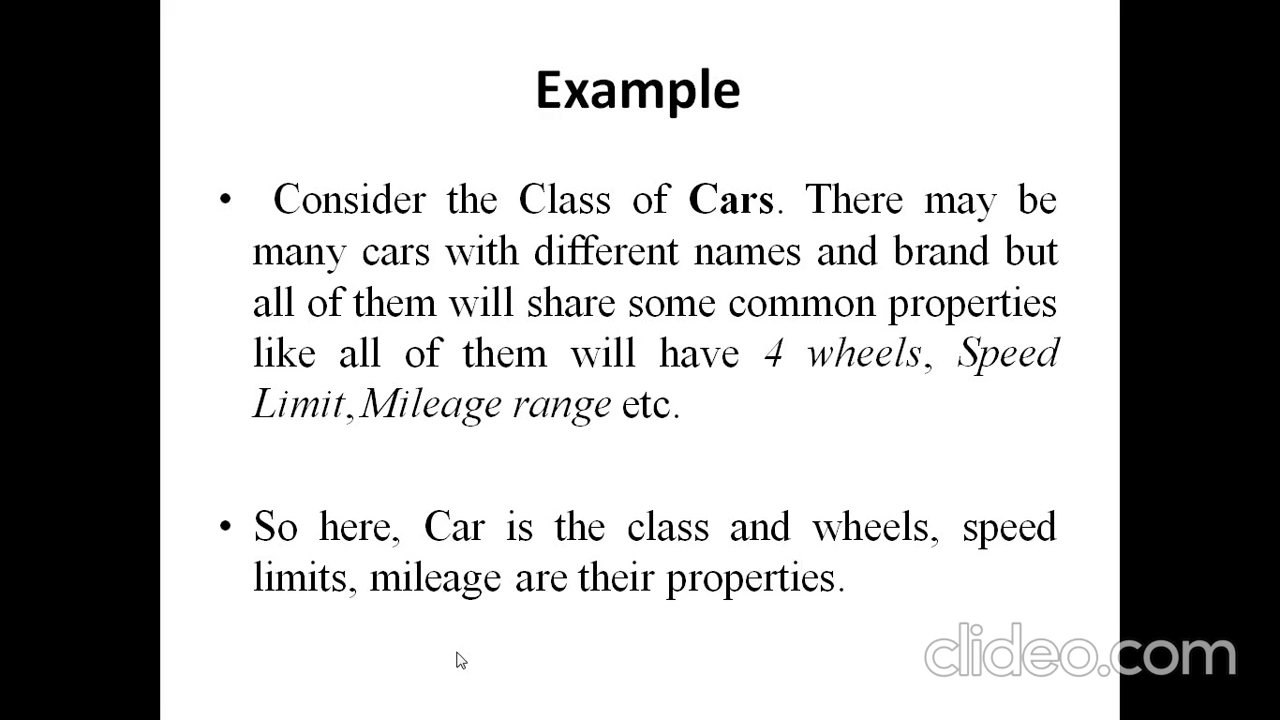 Example
• Consider the Class of Cars. There may be
many cars with different names and brand but
all of them will share some common properties
like all of them will have 4 wheels, Speed
Limit, Mileage range etc.
• So here, Car is the class and wheels, speed
limits, mileage are their properties.
clideo.com